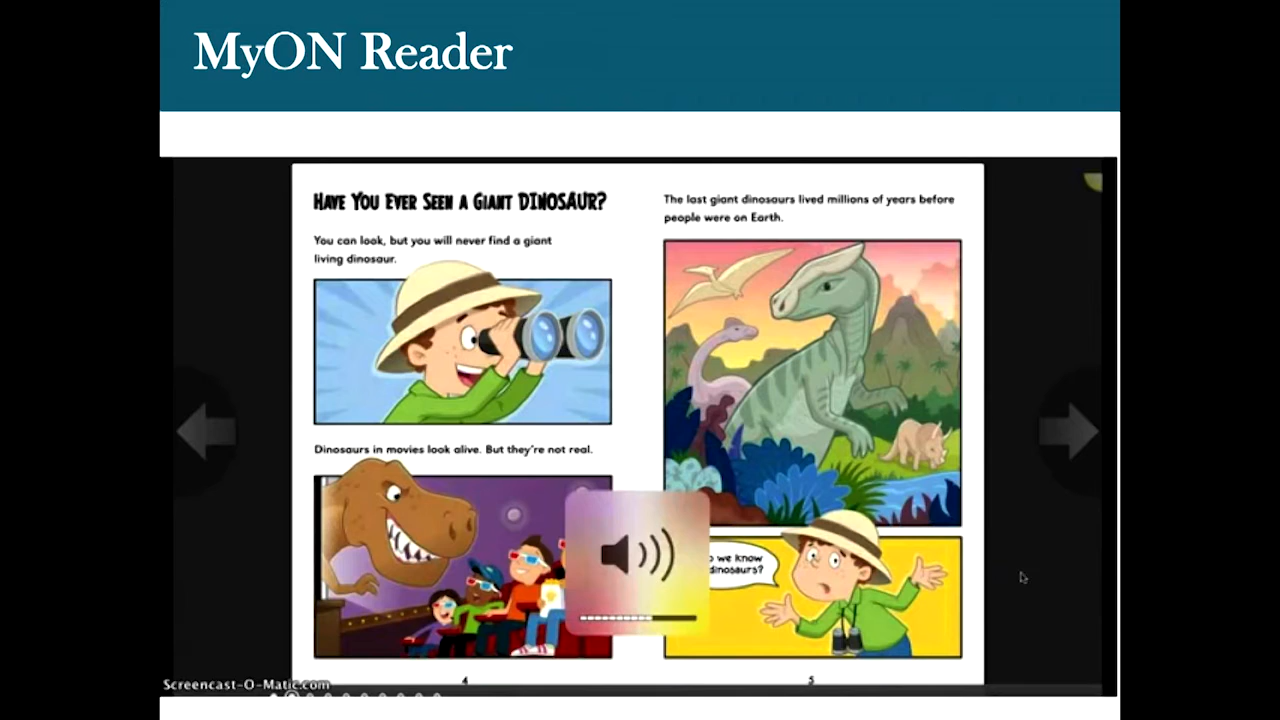 MyON Reader
HAVE YOU EVER SEEN A GIANT DINOSAUR?
You can look, but you will never find a giant
living dinosaur.
Dinosaurs in movies look alive. But they're not real.
4
The last giant dinosaurs lived millions of years before
people were on Earth.
we know
dinosaurs?
5
Screencast-O-Matic.com